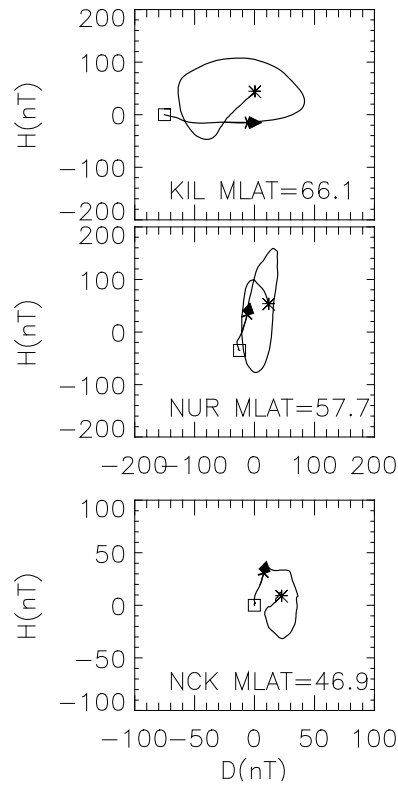 200
100
0
−100
−200
H(nT)
KIL MLAT=66.1
200
100
0
−100
−200
H(nT)
NUR MLAT=57.7
−200 −100 0 100 200
100
50
0
−50
−100
H(nT)
NCK MLAT=46.9
−100 −50 0 50 100
D(nT)